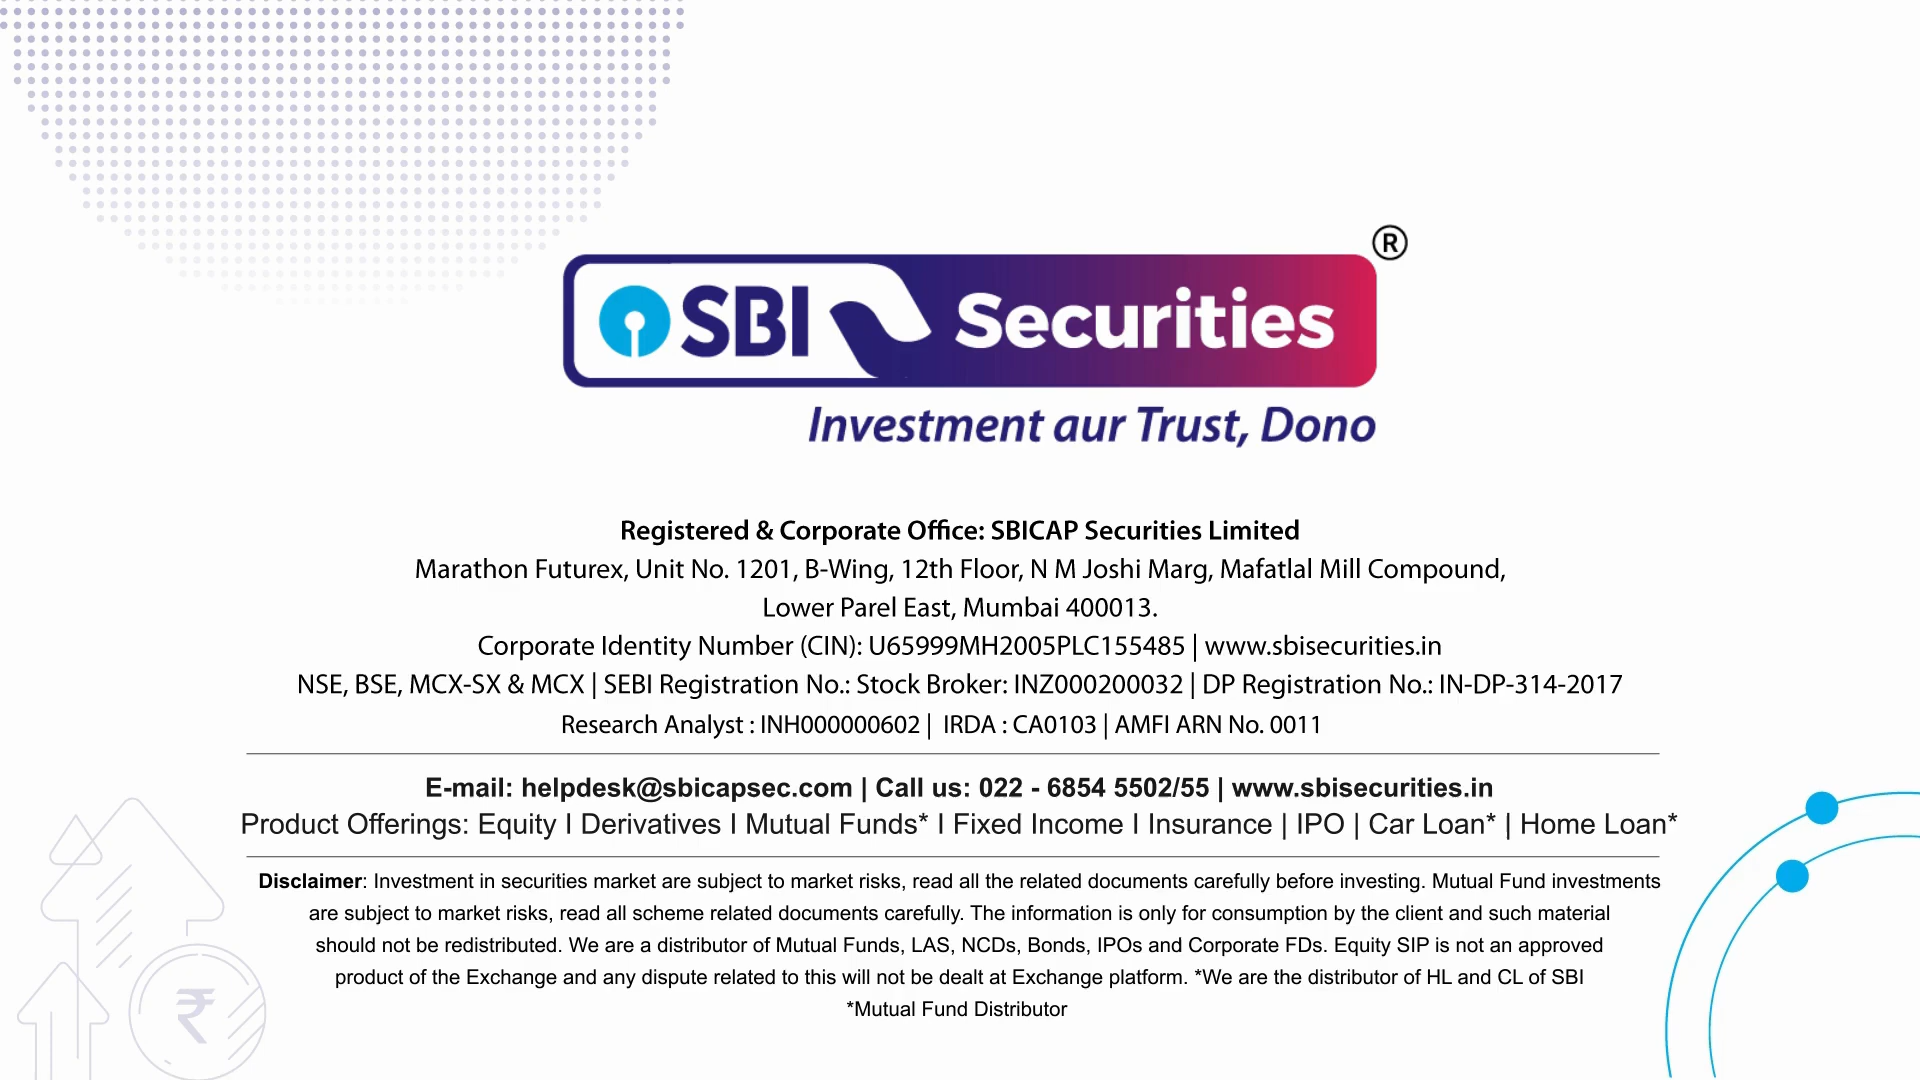 ®
SBI Securities
Investment aur Trust, Dono
Registered & Corporate Office: SBICAP Securities Limited
Marathon Futurex, Unit No. 1201, B-Wing, 12th Floor, N M Joshi Marg, Mafatlal Mill Compound,
Lower Parel East, Mumbai 400013.
Corporate Identity Number (CIN): U65999MH2005PLC155485 | www.sbisecurities.in
NSE, BSE, MCX-SX & MCX | SEBI Registration No.: Stock Broker: INZ000200032 | DP Registration No.: IN-DP-314-2017
Research Analyst : INH000000602 | IRDA : CA0103 | AMFI ARN No. 0011
E-mail: helpdesk@sbicapsec.com | Call us: 022 - 6854 5502/55 | www.sbisecurities.in
Product Offerings: Equity I Derivatives I Mutual Funds* I Fixed Income I Insurance | IPO | Car Loan* | Home Loan*
Disclaimer: Investment in securities market are subject to market risks, read all the related documents carefully before investing. Mutual Fund investments
are subject to market risks, read all scheme related documents carefully. The information is only for consumption by the client and such material
should not be redistributed. We are a distributor of Mutual Funds, LAS, NCDs, Bonds, IPOs and Corporate FDs. Equity SIP is not an approved
product of the Exchange and any dispute related to this will not be dealt at Exchange platform. *We are the distributor of HL and CL of SBI
*Mutual Fund Distributor
₹